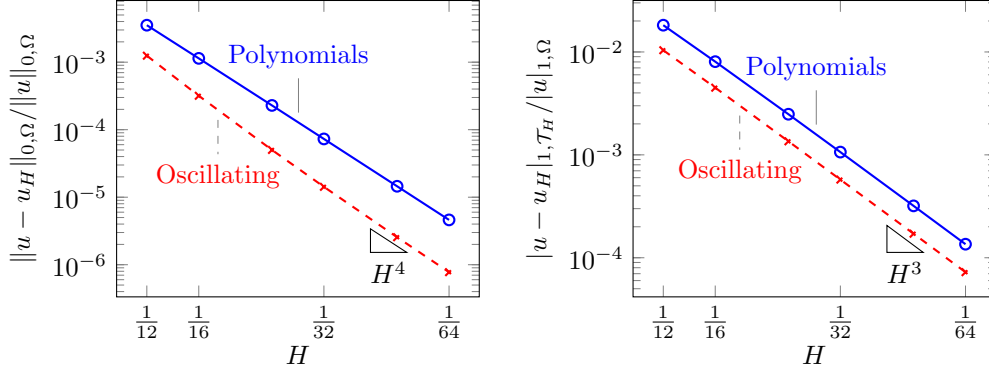 ‖u − u_H‖_{0,Ω}/‖u‖_{0,Ω}
10^{−3}
10^{−4}
10^{−5}
10^{−6}
Polynomials
Oscillating
H^4
1/12
1/16
1/32
1/64
H
|u − u_H|_{1,𝒯_H}/|u|_{1,Ω}
10^{−2}
10^{−3}
10^{−4}
Polynomials
Oscillating
H^3
1/12
1/16
1/32
1/64
H